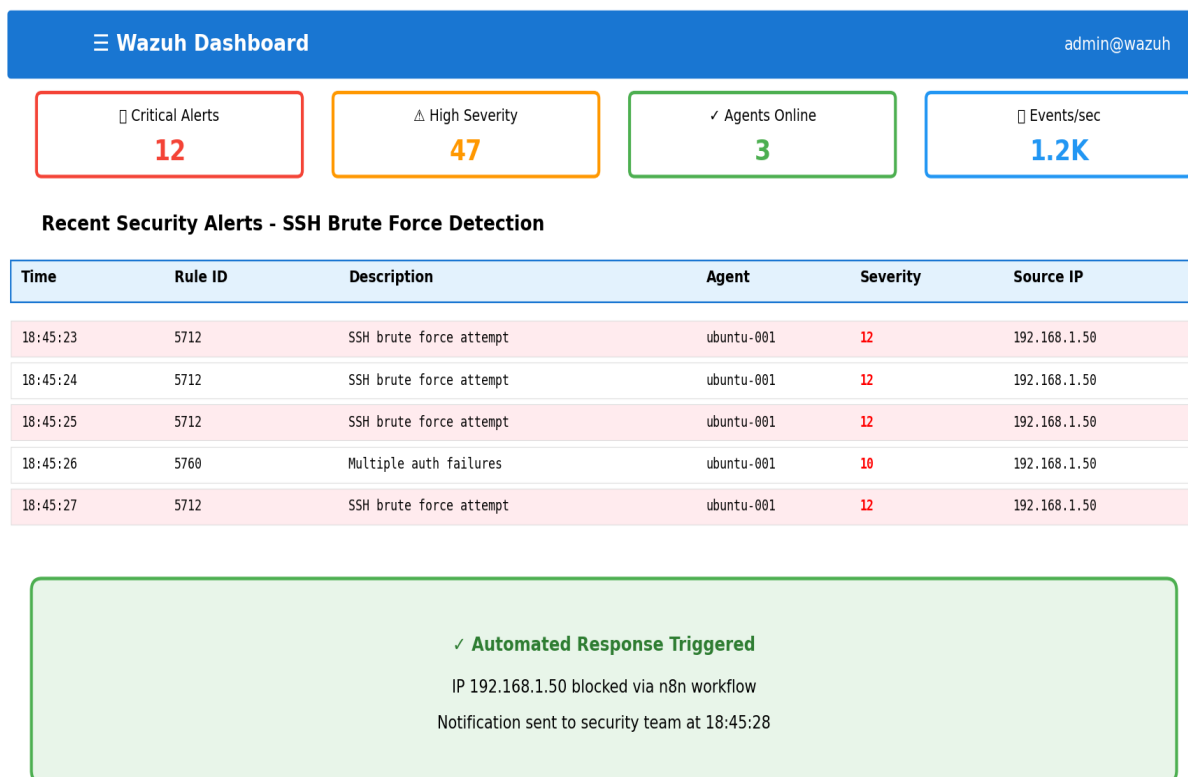 ☰ Wazuh Dashboard
admin@wazuh
Critical Alerts
12
⚠ High Severity
47
✓ Agents Online
3
Events/sec
1.2K
Recent Security Alerts - SSH Brute Force Detection
Time Rule ID Description Agent Severity Source IP
18:45:23 5712 SSH brute force attempt ubuntu-001 12 192.168.1.50
18:45:24 5712 SSH brute force attempt ubuntu-001 12 192.168.1.50
18:45:25 5712 SSH brute force attempt ubuntu-001 12 192.168.1.50
18:45:26 5760 Multiple auth failures ubuntu-001 10 192.168.1.50
18:45:27 5712 SSH brute force attempt ubuntu-001 12 192.168.1.50
✓ Automated Response Triggered
IP 192.168.1.50 blocked via n8n workflow
Notification sent to security team at 18:45:28